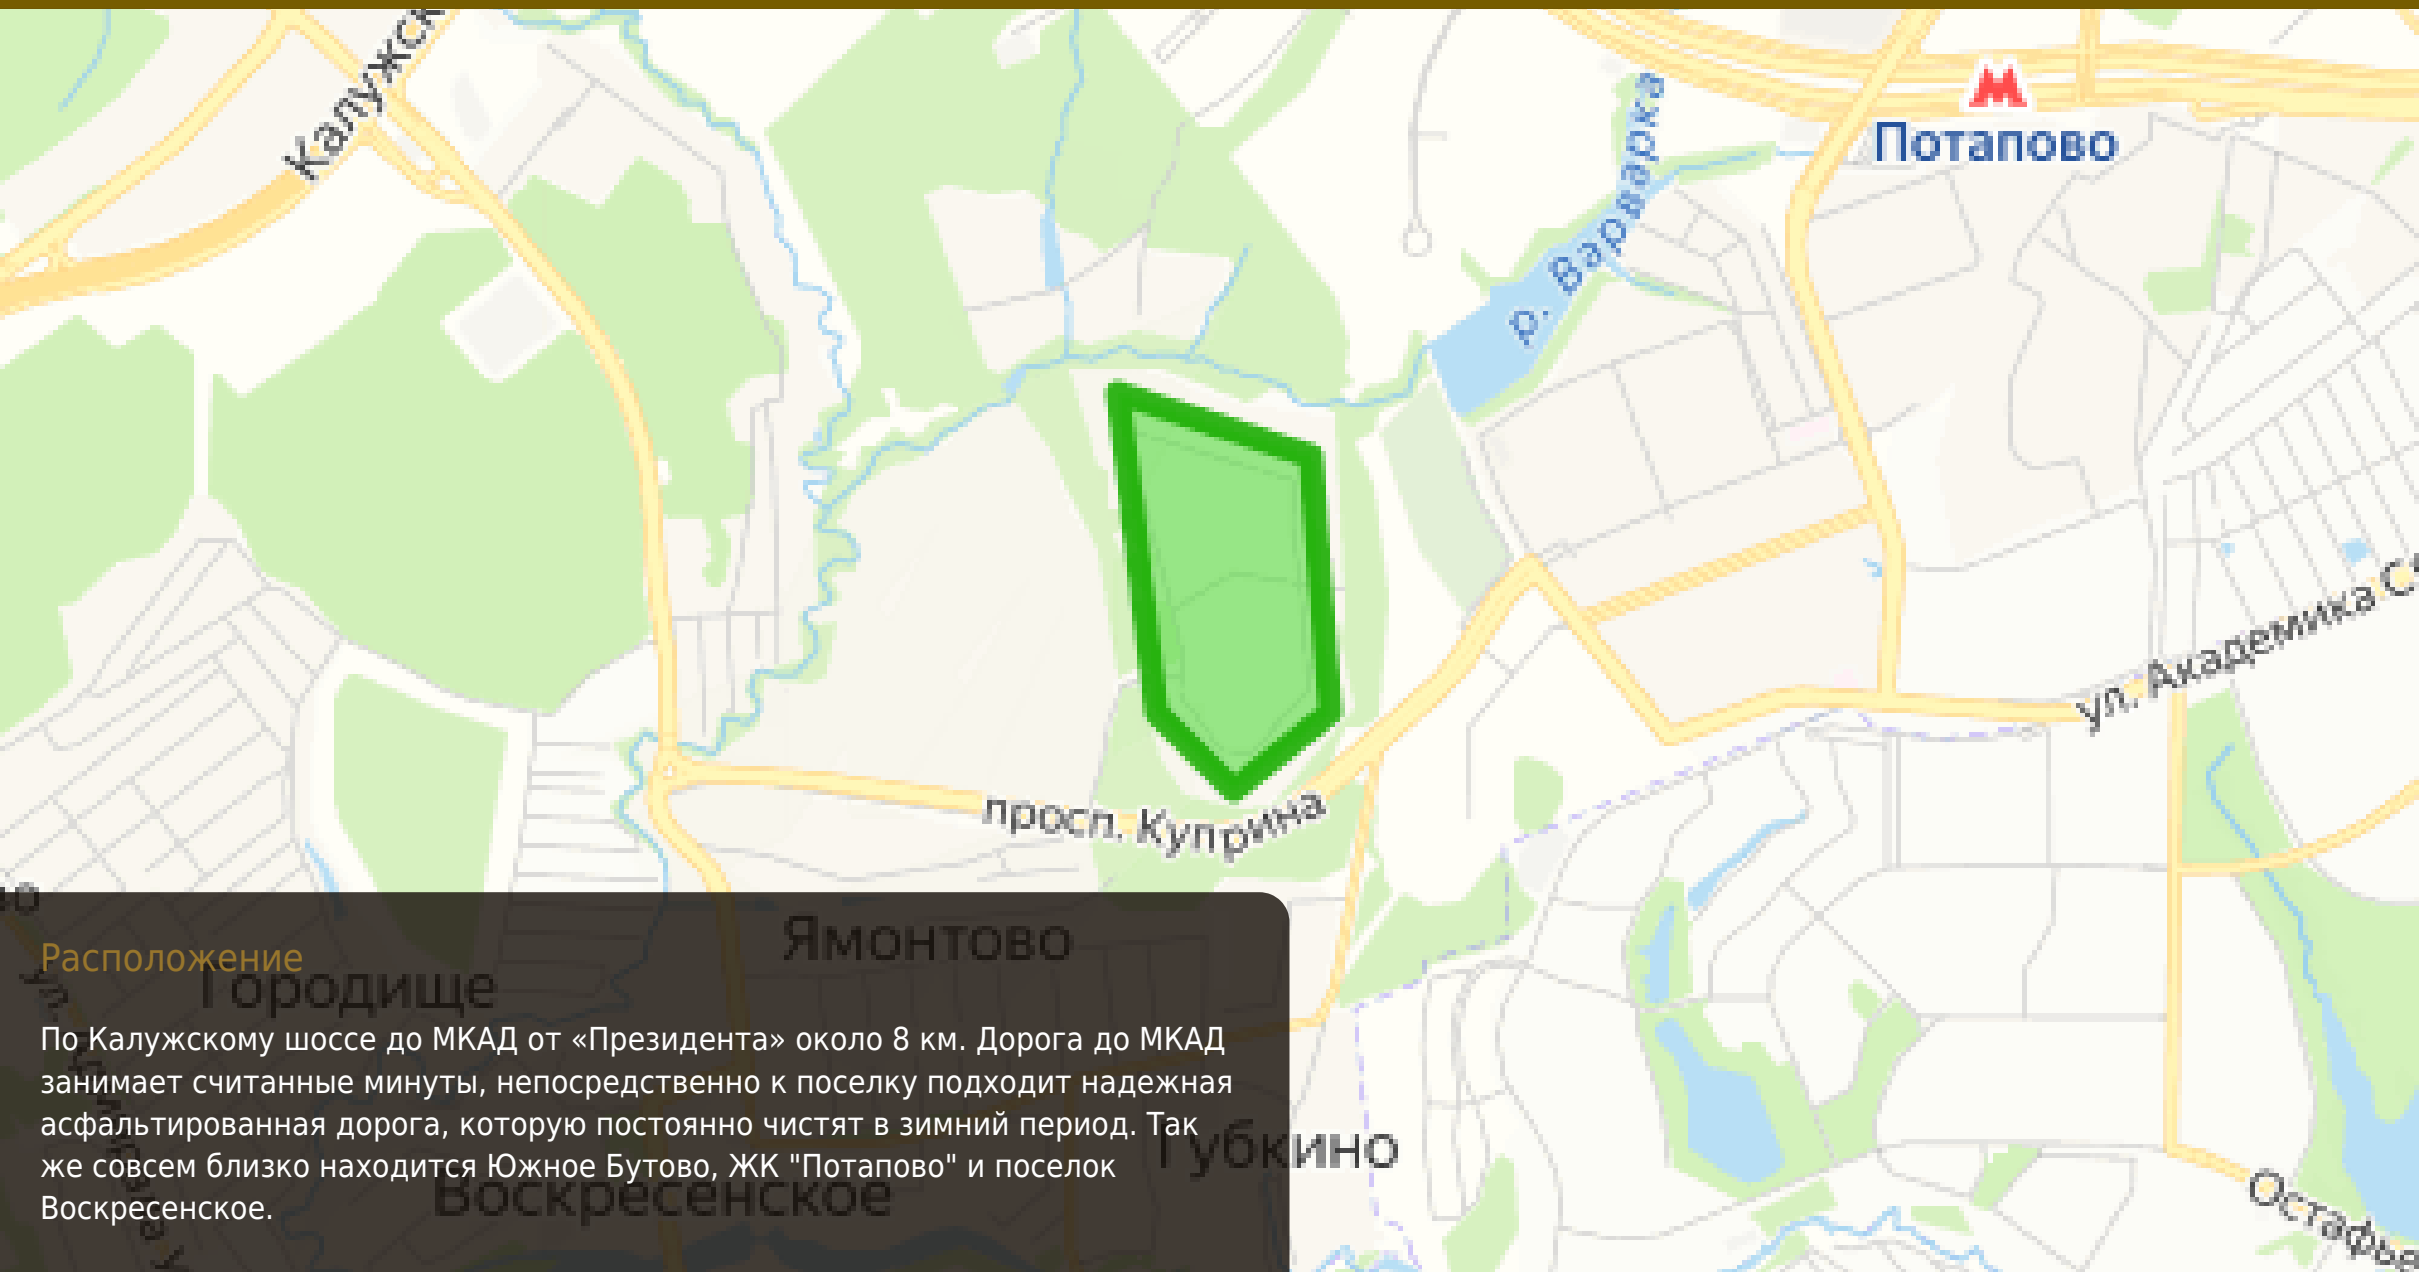 Калужск
М
Потапово
р. Варварка
ул. Академика С
просп. Куприна
Ямонтово
Расположение
Городище
ул.
По Калужскому шоссе до МКАД от «Президента» около 8 км. Дорога до МКАД
занимает считанные минуты, непосредственно к поселку подходит надежная
асфальтированная дорога, которую постоянно чистят в зимний период. Так
же совсем близко находится Южное Бутово, ЖК "Потапово" и поселок
Воскресенское.
Губкино
Воскресенское
Остафье